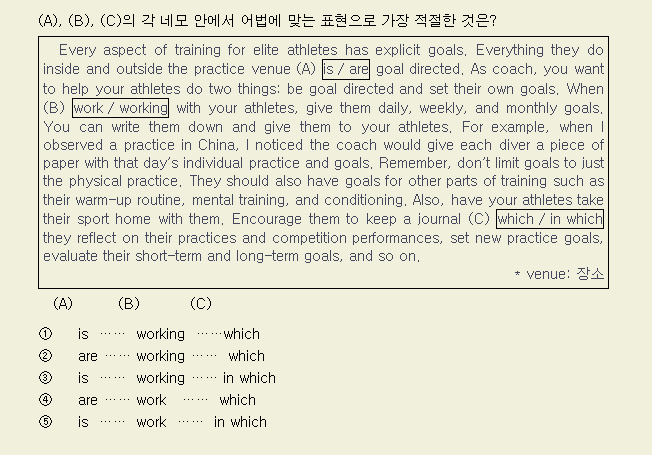 (A), (B), (C)의 각 네모 안에서 어법에 맞는 표현으로 가장 적절한 것은?
Every aspect of training for elite athletes has explicit goals. Everything they do
inside and outside the practice venue (A) is / are goal directed. As coach, you want
to help your athletes do two things: be goal directed and set their own goals. When
(B) work / working with your athletes, give them daily, weekly, and monthly goals.
You can write them down and give them to your athletes. For example, when I
observed a practice in China, I noticed the coach would give each diver a piece of
paper with that day's individual practice and goals. Remember, don't limit goals to just
the physical practice. They should also have goals for other parts of training such as
their warm-up routine, mental training, and conditioning. Also, have your athletes take
their sport home with them. Encourage them to keep a journal (C) which / in which
they reflect on their practices and competition performances, set new practice goals,
evaluate their short-term and long-term goals, and so on.
* venue: 장소
(A) (B) (C)
① is …… working ……which
② are …… working …… which
③ is …… working …… in which
④ are …… work …… which
⑤ is …… work …… in which